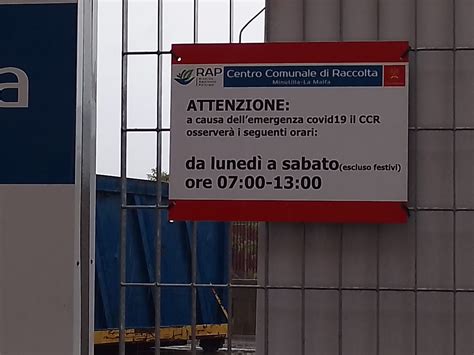 a
RAP Centro Comunale di Raccolta
Minutilla-La Malfa
ATTENZIONE:
a causa dell'emergenza covid19 il CCR
osserverà i seguenti orari:
da lunedì a sabato(escluso festivi)
ore 07:00-13:00